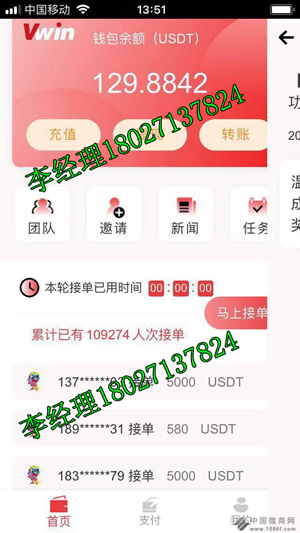 中国移动 13:51
Vwin 钱包余额（USDT）
129.8842
充值 转账
李经理18027137824
团队 邀请 新闻 任务
本轮接单已用时间 00:00:00
马上接单
累计已有 109274 人次接单
137******03 接单 5000 USDT
李经理18027137824
189******31 接单 580 USDT
183******79 接单 5000 USDT
首页 支付 我的
功
20
温
成
奖
中国微商网
www.1586f.com